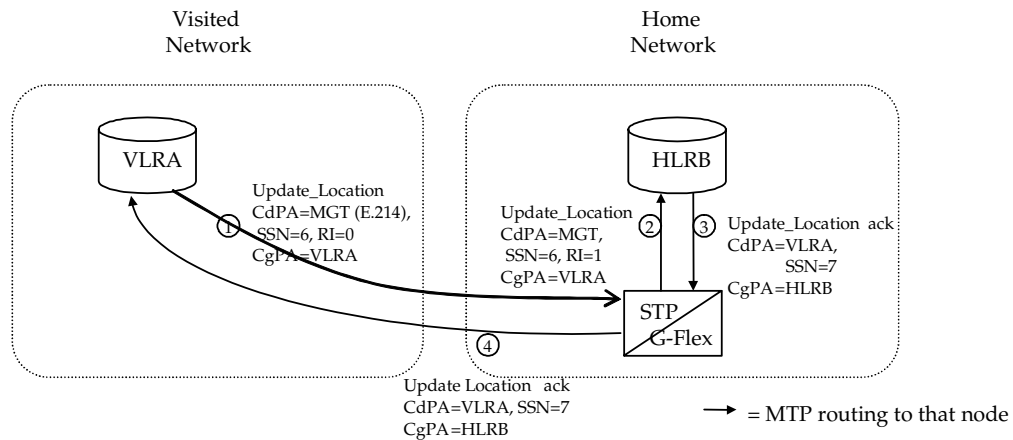 Visited
Network
Home
Network
VLRA
HLRB
Update_Location
CdPA=MGT (E.214),
SSN=6, RI=0
CgPA=VLRA
1
Update_Location
CdPA=MGT,
SSN=6, RI=1
CgPA=VLRA
2
3
Update_Location ack
CdPA=VLRA,
SSN=7
CgPA=HLRB
STP
G-Flex
4
Update Location ack
CdPA=VLRA, SSN=7
CgPA=HLRB
= MTP routing to that node